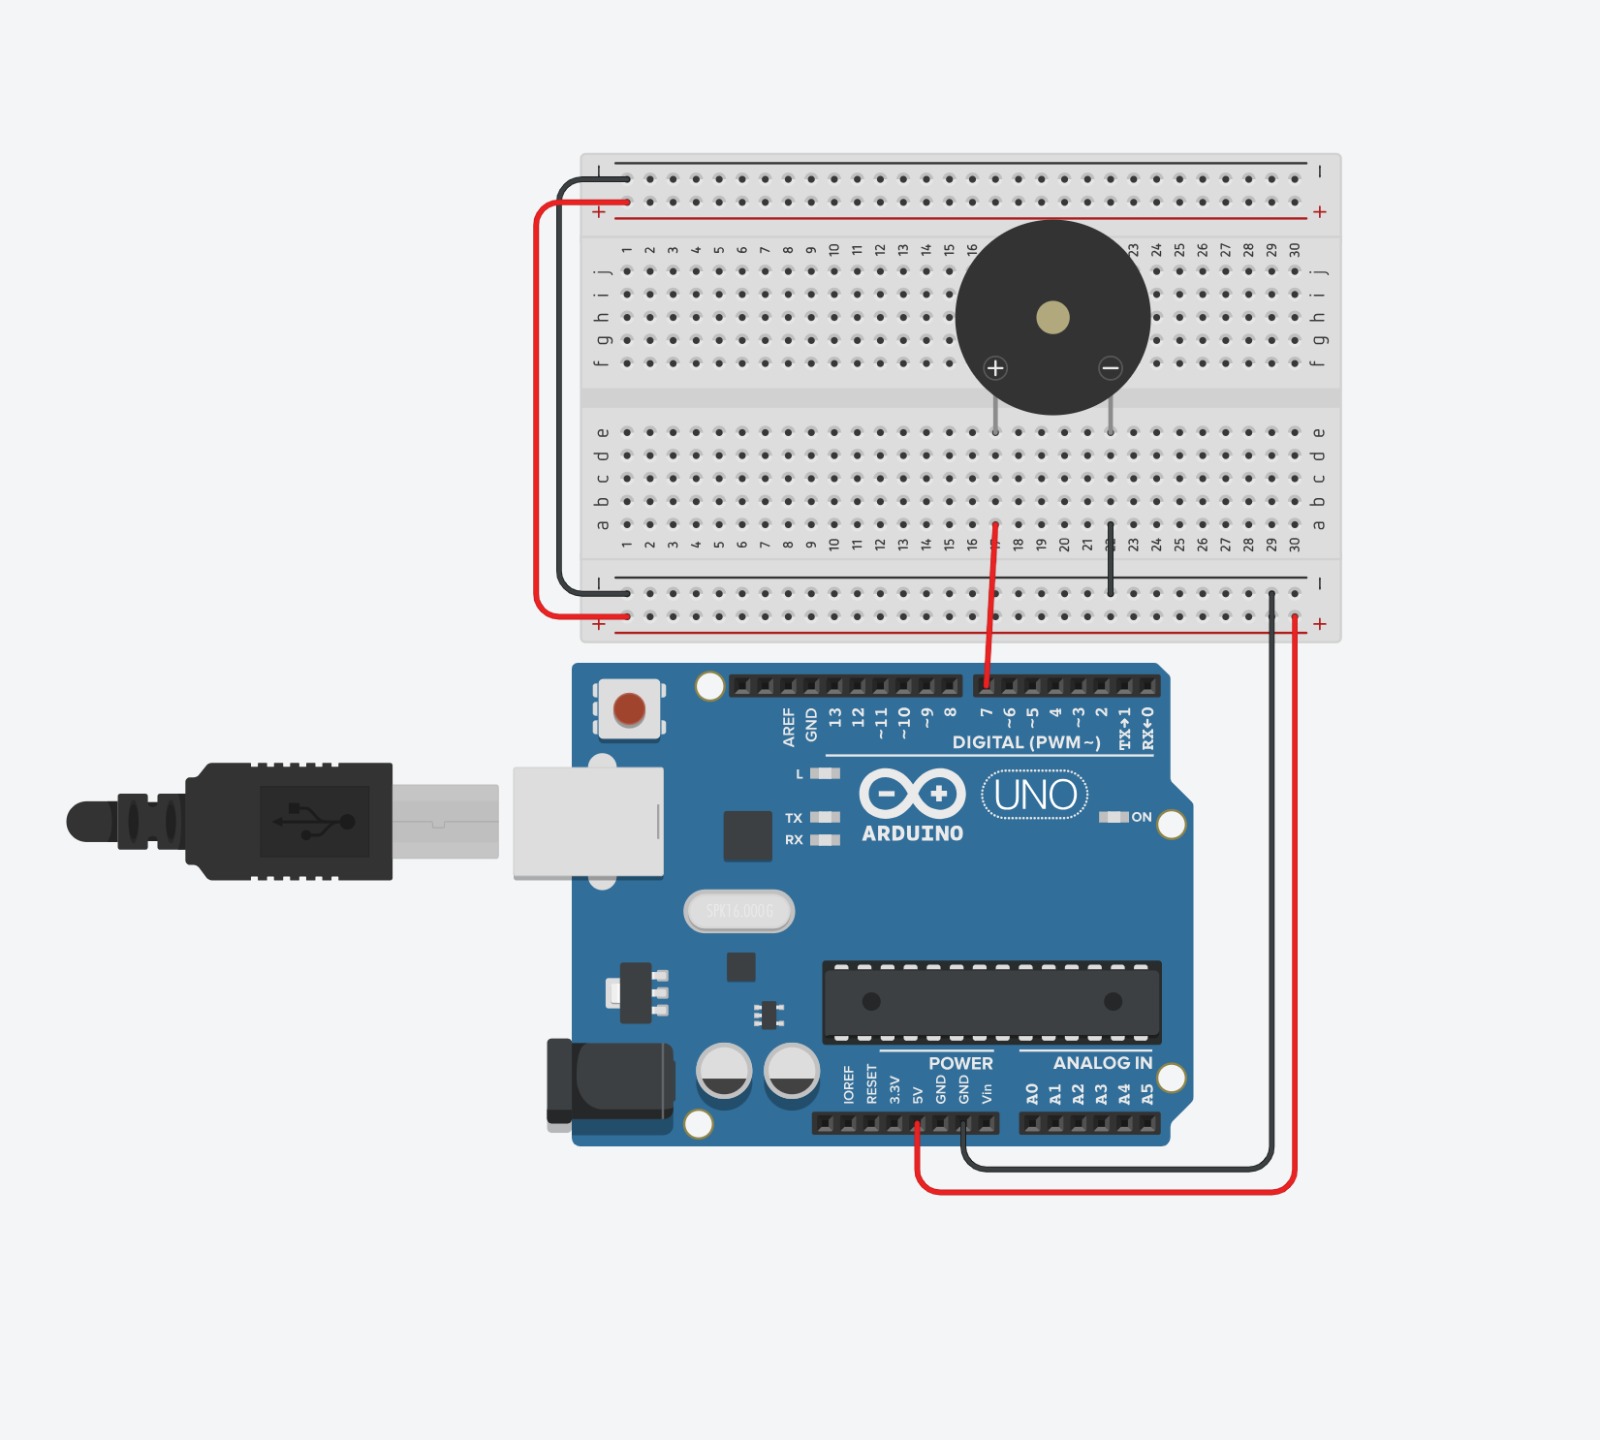 − −
+ +
1 2 3 4 5 6 7 8 9 10 11 12 13 14 15 16 23 24 25 26 27 28 29 30
j j
i i
h h
g g
f f
+ −
e e
d d
c c
b b
a a
1 2 3 4 5 6 7 8 9 10 11 12 13 14 15 16 18 19 20 21 23 24 25 26 27 28 29 30
− −
+ +
AREF GND 13 12 ~11 ~10 ~9 8 7 ~6 ~5 4 ~3 2 TX→1 RX←0
DIGITAL (PWM~)
L
UNO
TX ON
RX ARDUINO
SPK16.000G
POWER ANALOG IN
IOREF RESET 3.3V 5V GND GND Vin A0 A1 A2 A3 A4 A5